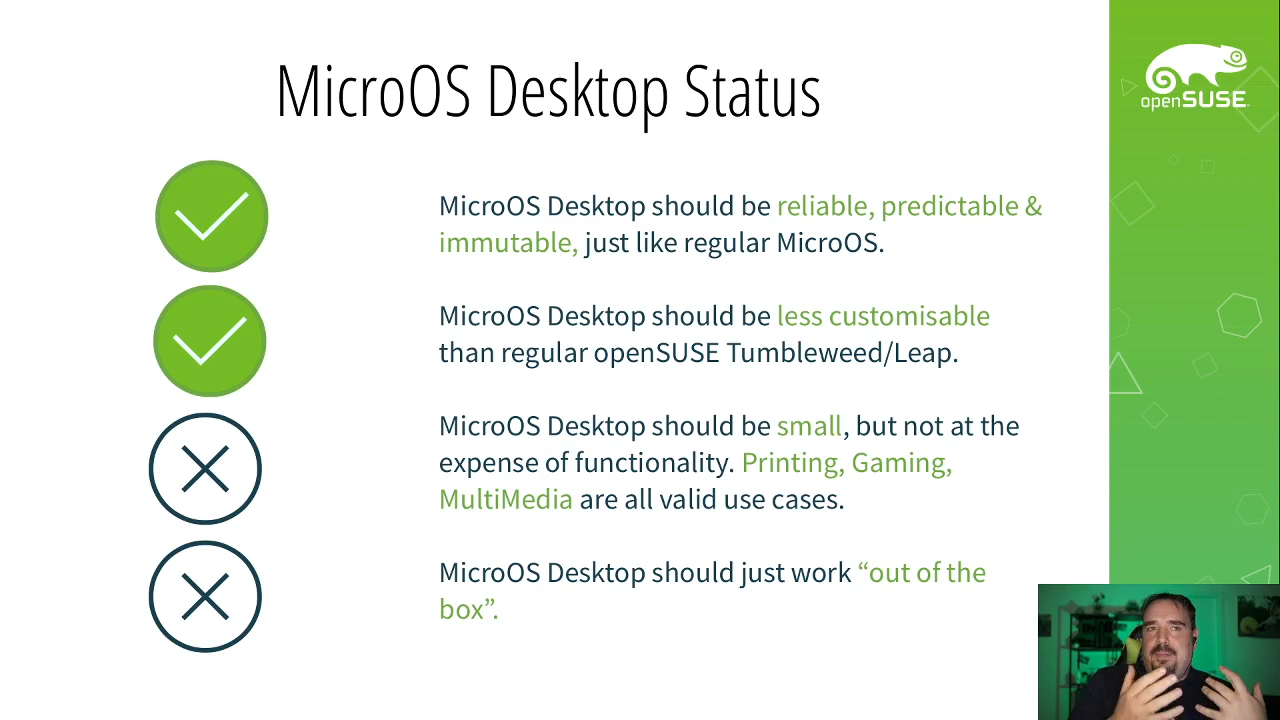 MicroOS Desktop Status
openSUSE
MicroOS Desktop should be reliable, predictable &
immutable, just like regular MicroOS.
MicroOS Desktop should be less customisable
than regular openSUSE Tumbleweed/Leap.
MicroOS Desktop should be small, but not at the
expense of functionality. Printing, Gaming,
MultiMedia are all valid use cases.
MicroOS Desktop should just work “out of the
box”.